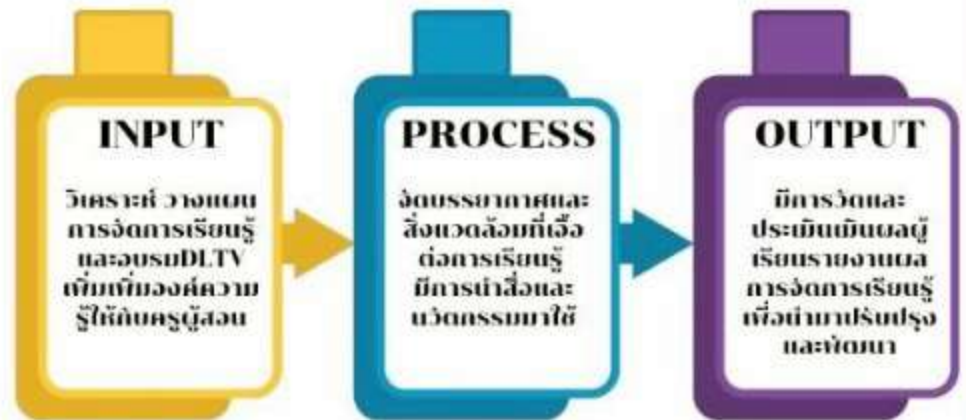 INPUT
วิเคราะห์ วางแผน
การจัดการเรียนรู้
และอบรมDLTV
เพิ่มเพิ่มองค์ความ
รู้ให้กับครูผู้สอน
PROCESS
จัดบรรยากาศและ
สิ่งแวดล้อมที่เอื้อ
ต่อการเรียนรู้
มีการนำสื่อและ
นวัตกรรมมาใช้
OUTPUT
มีการวัดและ
ประเมินเมินผลผู้
เรียนรายงานผล
การจัดการเรียนรู้
เพื่อนำมาปรับปรุง
และพัฒนา